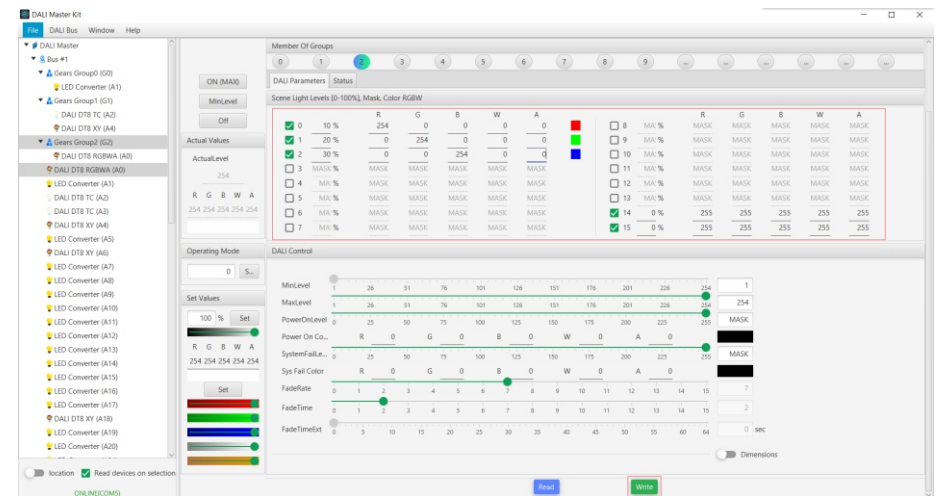 DALI Master Kit
File DALI Bus Window Help
DALI Master
Bus #1
Gears Group0 (G0)
LED Converter (A1)
Gears Group1 (G1)
DALI DT8 TC (A2)
DALI DT8 XY (A4)
Gears Group2 (G2)
DALI DT8 RGBWA (A0)
DALI DT8 RGBWA (A0)
LED Converter (A1)
DALI DT8 TC (A2)
DALI DT8 TC (A3)
DALI DT8 XY (A4)
LED Converter (A5)
DALI DT8 XY (A6)
LED Converter (A7)
LED Converter (A8)
LED Converter (A9)
LED Converter (A10)
LED Converter (A11)
LED Converter (A12)
LED Converter (A13)
LED Converter (A14)
LED Converter (A15)
LED Converter (A16)
LED Converter (A17)
DALI DT8 XY (A18)
LED Converter (A19)
LED Converter (A20)
location Read devices on selection
ONLINE(COM5)
ON (MAX)
MinLevel
Off
Actual Values
ActualLevel
254
R G B W A
254 254 254 254 254
Operating Mode
0 S...
Set Values
100 % Set
R G B W A
254 254 254 254 254
Set
Member Of Groups
0 1 2 3 4 5 6 7 8 9 ... ... ... ... ... ...
DALI Parameters Status
Scene Light Levels [0-100%], Mask, Color RGBW
R G B W A R G B W A
0 10 % 254 0 0 0 0 8 MA: % MASK MASK MASK MASK MASK
1 20 % 0 254 0 0 0 9 MA: % MASK MASK MASK MASK MASK
2 30 % 0 0 254 0 0 10 MA: % MASK MASK MASK MASK MASK
3 MASK % MASK MASK MASK MASK MASK 11 MA: % MASK MASK MASK MASK MASK
4 MA: % MASK MASK MASK MASK MASK 12 MA: % MASK MASK MASK MASK MASK
5 MA: % MASK MASK MASK MASK MASK 13 MA: % MASK MASK MASK MASK MASK
6 MA: % MASK MASK MASK MASK MASK 14 0 % 255 255 255 255 255
7 MA: % MASK MASK MASK MASK MASK 15 0 % 255 255 255 255 255
DALI Control
MinLevel 1 26 51 76 101 126 151 176 201 226 254 1
MaxLevel 1 26 51 76 101 126 151 176 201 226 254 254
PowerOnLevel 0 25 50 75 100 125 150 175 200 225 255 MASK
Power On Co... R 0 G 0 B 0 W 0 A 0
SystemFailLe... 0 25 50 75 100 125 150 175 200 225 255 MASK
Sys Fail Color R 0 G 0 B 0 W 0 A 0
FadeRate 1 2 3 4 5 6 7 8 9 10 11 12 13 14 15 7
FadeTime 0 1 2 3 4 5 6 7 8 9 10 11 12 13 14 15 2
FadeTimeExt 0 5 10 15 20 25 30 35 40 45 50 55 60 64 0 sec
Dimensions
Read Write